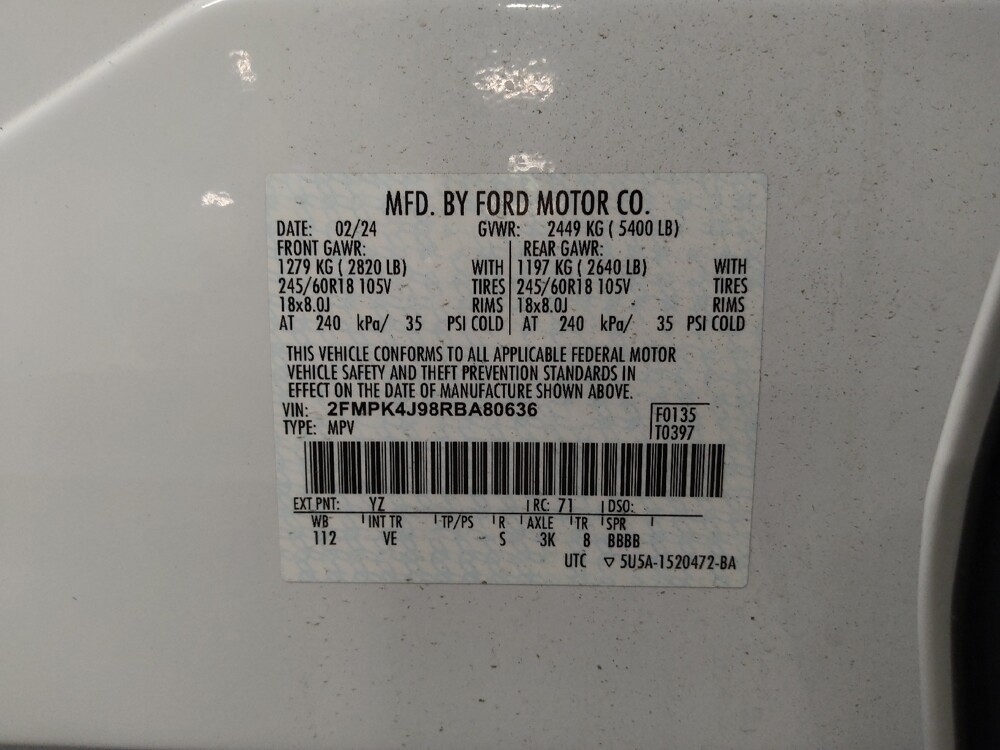 MFD. BY FORD MOTOR CO.
DATE: 02/24 GVWR: 2449 KG ( 5400 LB)
FRONT GAWR: REAR GAWR:
1279 KG ( 2820 LB) WITH 1197 KG ( 2640 LB) WITH
245/60R18 105V TIRES 245/60R18 105V TIRES
18x8.0J RIMS 18x8.0J RIMS
AT 240 kPa/ 35 PSI COLD AT 240 kPa/ 35 PSI COLD
THIS VEHICLE CONFORMS TO ALL APPLICABLE FEDERAL MOTOR
VEHICLE SAFETY AND THEFT PREVENTION STANDARDS IN
EFFECT ON THE DATE OF MANUFACTURE SHOWN ABOVE.
VIN: 2FMPK4J98RBA80636 F0135
TYPE: MPV T0397
EXT PNT: YZ RC: 71 DSO:
WB INT TR TP/PS R AXLE TR SPR
112 VE S 3K 8 BBBB
UTC ▽ 5U5A-1520472-BA